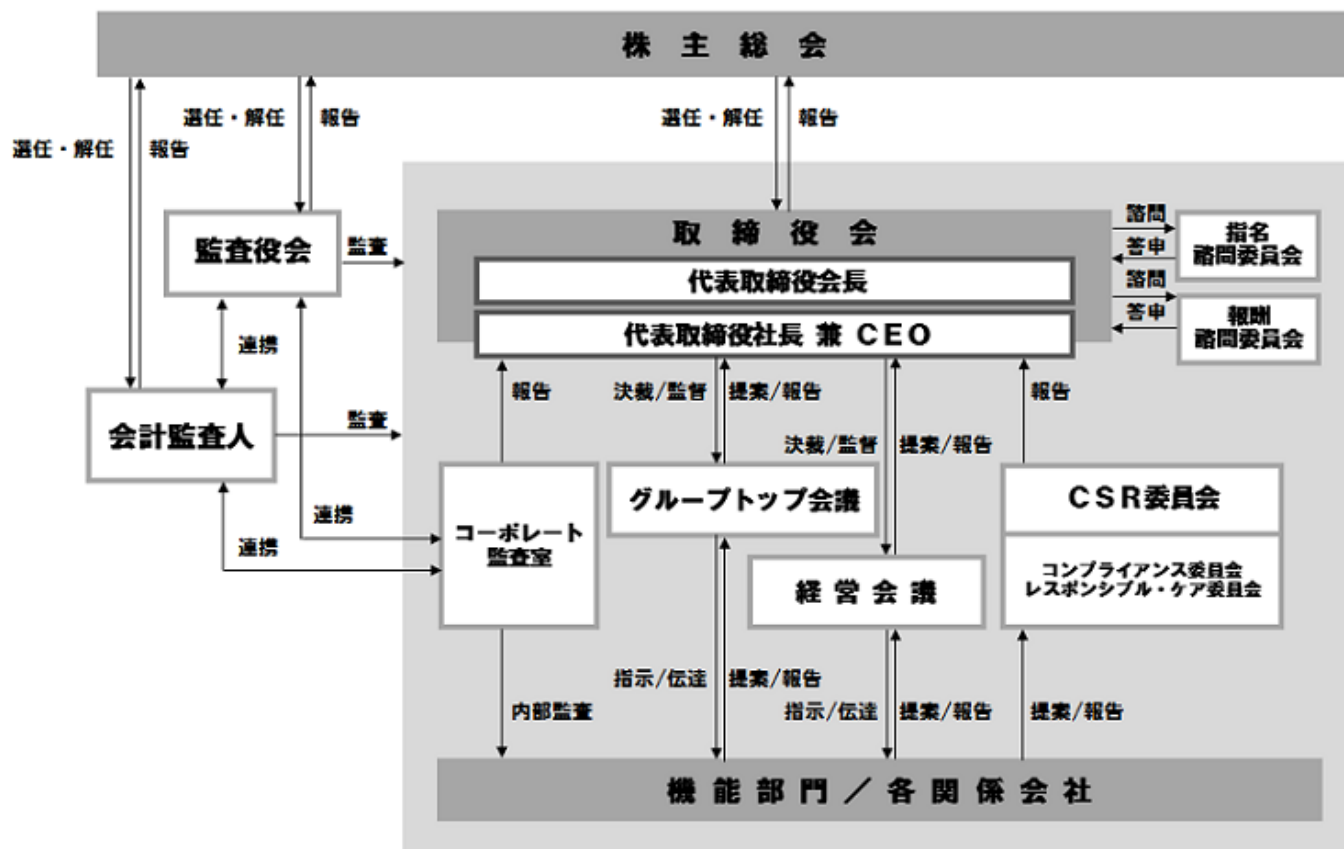 株主総会
選任・解任
報告
選任・解任
報告
選任・解任
報告
監査役会
監査
取締役会
代表取締役会長
代表取締役社長 兼 CEO
諮問
答申
指名
諮問委員会
諮問
答申
報酬
諮問委員会
連携
会計監査人
監査
報告
決裁/監督
提案/報告
決裁/監督
提案/報告
報告
連携
連携
コーポレート
監査室
グループトップ会議
経営会議
CSR委員会
コンプライアンス委員会
レスポンシブル・ケア委員会
内部監査
指示/伝達
提案/報告
指示/伝達
提案/報告
提案/報告
機能部門／各関係会社